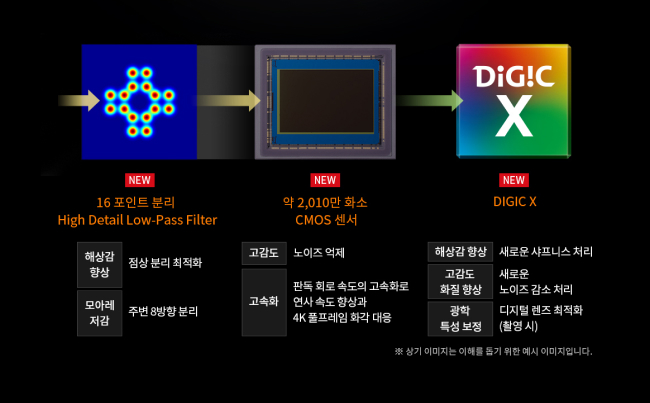 DiGiC
X
NEW
16 포인트 분리
High Detail Low-Pass Filter
해상감
향상
점상 분리 최적화
모아레
저감
주변 8방향 분리
NEW
약 2,010만 화소
CMOS 센서
고감도
노이즈 억제
고속화
판독 회로 속도의 고속화로
연사 속도 향상과
4K 풀프레임 화각 대응
NEW
DIGIC X
해상감 향상
새로운 샤프니스 처리
고감도
화질 향상
새로운
노이즈 감소 처리
광학
특성 보정
디지털 렌즈 최적화
(촬영 시)
※ 상기 이미지는 이해를 돕기 위한 예시 이미지입니다.